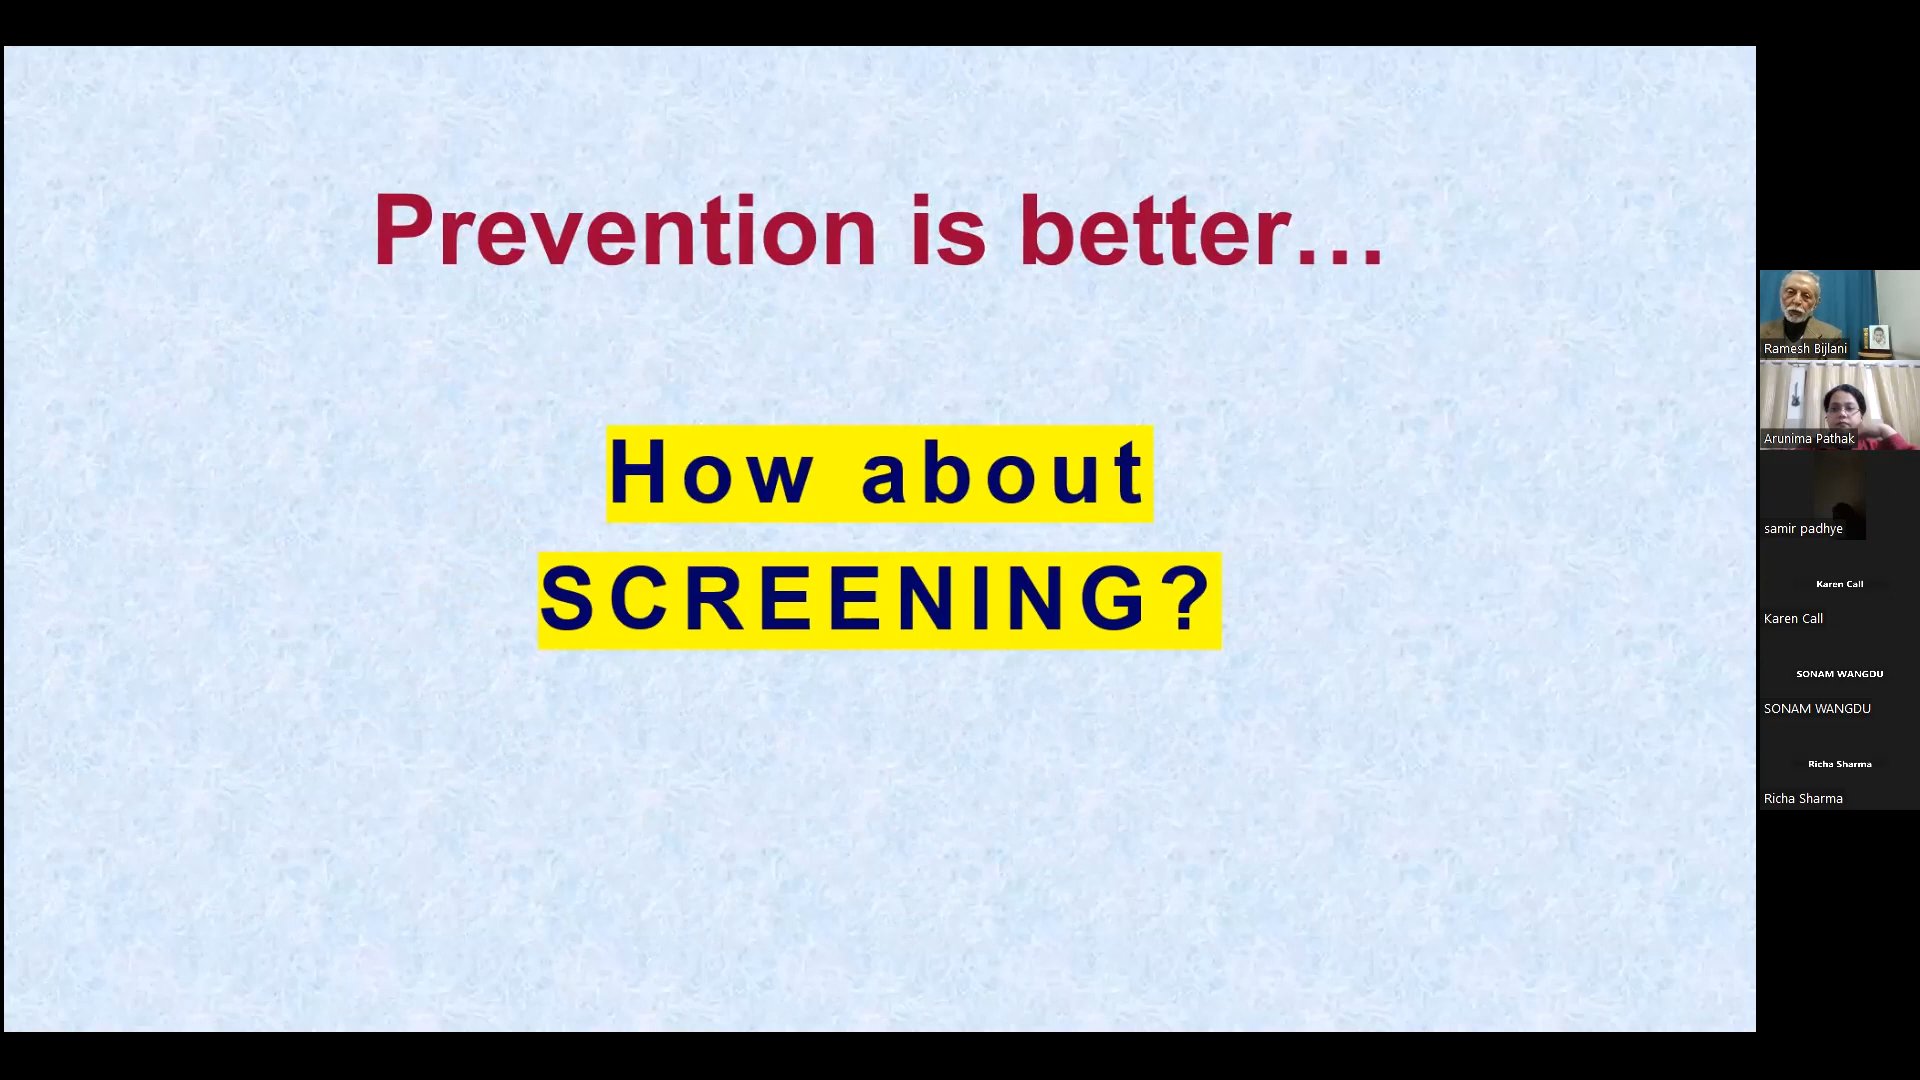 Prevention is better...
How about
SCREENING?
Ramesh Bijlani
Arunima Pathak
samir padhye
Karen Call
Karen Call
SONAM WANGDU
SONAM WANGDU
Richa Sharma
Richa Sharma